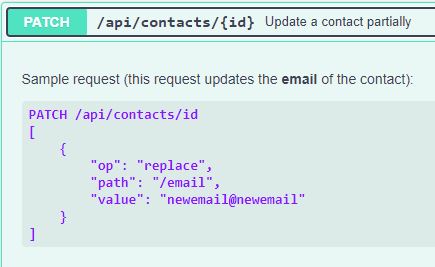 PATCH /api/contacts/{id} Update a contact partially
Sample request (this request updates the email of the contact):
PATCH /api/contacts/id
[
    {
        "op": "replace",
        "path": "/email",
        "value": "newemail@newemail"
    }
]